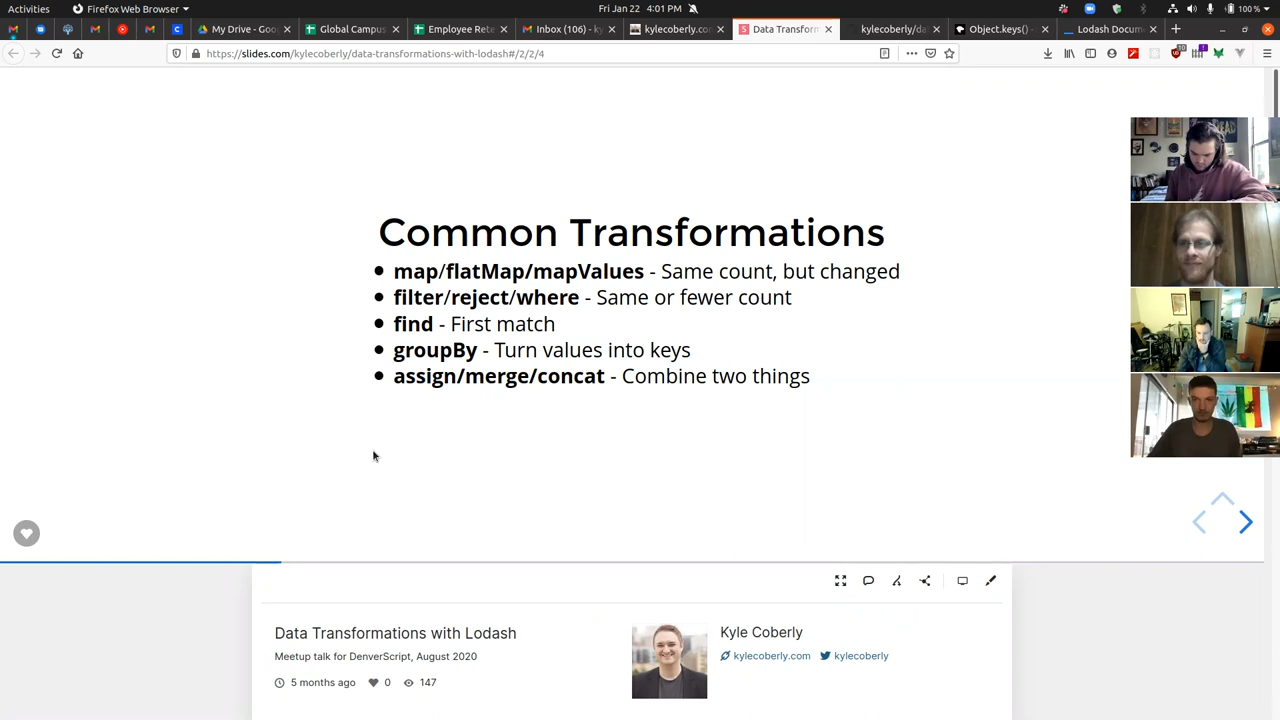 Activities
Firefox Web Browser
Fri Jan 22 4:01 PM
100 %
My Drive - Goo
Global Campus
Employee Rete
Inbox (106) - ky
kylecoberly.co
Data Transform
kylecoberly/da
Object.keys() -
Lodash Docum
https://slides.com/kylecoberly/data-transformations-with-lodash#/2/2/4
Common Transformations
map/flatMap/mapValues - Same count, but changed
filter/reject/where - Same or fewer count
find - First match
groupBy - Turn values into keys
assign/merge/concat - Combine two things
Data Transformations with Lodash
Meetup talk for DenverScript, August 2020
5 months ago
0
147
Kyle Coberly
kylecoberly.com
kylecoberly